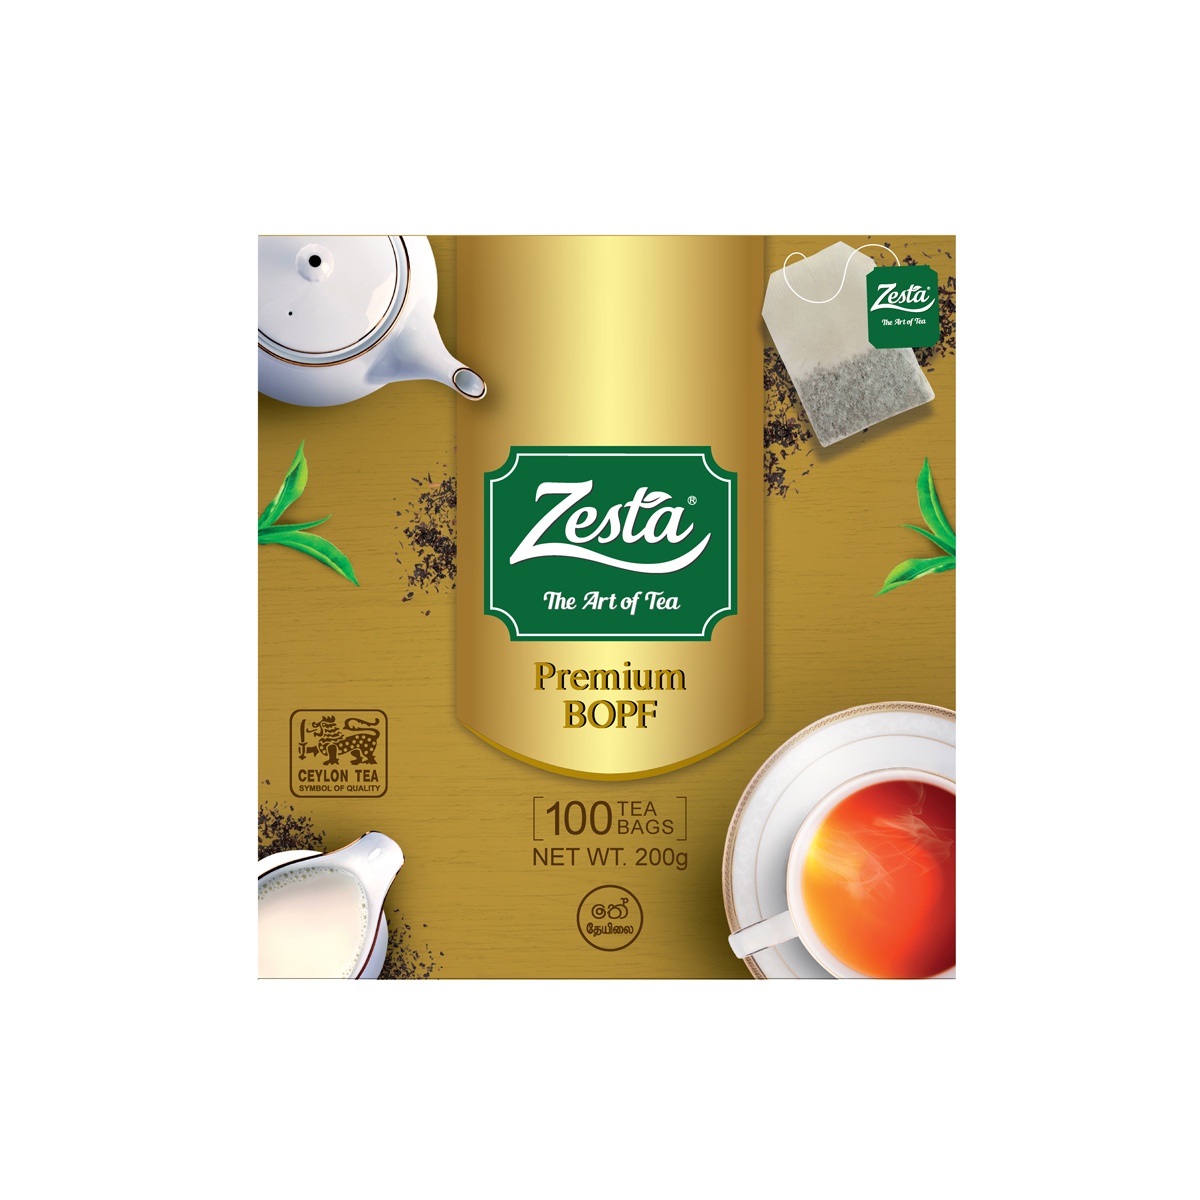 Zesta®
The Art of Tea
Zesta®
The Art of Tea
Premium
BOPF
CEYLON TEA
SYMBOL OF QUALITY
[100 TEA BAGS]
NET WT. 200g
තේ
தேயிலை